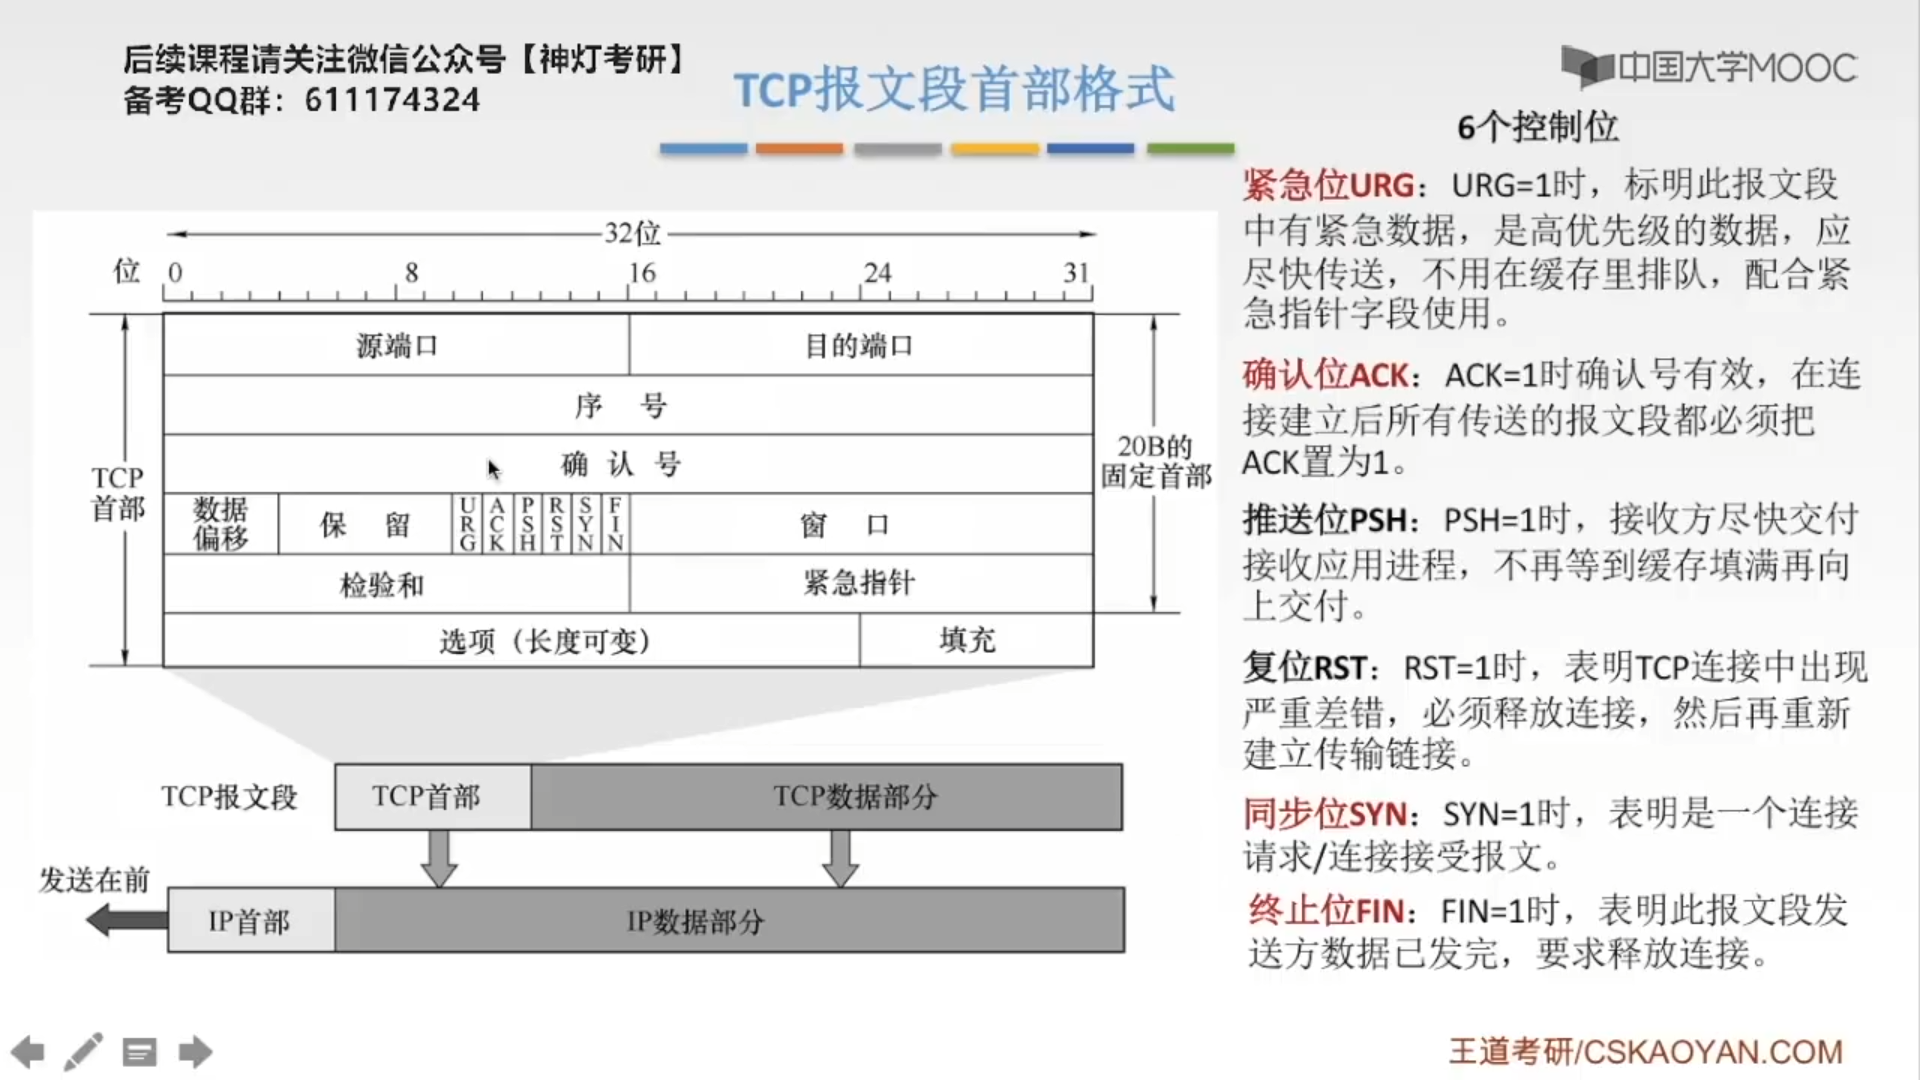 后续课程请关注微信公众号【神灯考研】
备考QQ群：611174324
TCP报文段首部格式
中国大学MOOC
32位
位 0 8 16 24 31
源端口 目的端口
序 号
确 认 号
数据偏移 保 留 URG ACK PSH RST SYN FIN 窗 口
检验和 紧急指针
选项（长度可变） 填充
TCP
首部
20B的
固定首部
TCP报文段 TCP首部 TCP数据部分
发送在前
IP首部 IP数据部分
6个控制位
紧急位URG：URG=1时，标明此报文段
中有紧急数据，是高优先级的数据，应
尽快传送，不用在缓存里排队，配合紧
急指针字段使用。
确认位ACK：ACK=1时确认号有效，在连
接建立后所有传送的报文段都必须把
ACK置为1。
推送位PSH：PSH=1时，接收方尽快交付
接收应用进程，不再等到缓存填满再向
上交付。
复位RST：RST=1时，表明TCP连接中出现
严重差错，必须释放连接，然后再重新
建立传输链接。
同步位SYN：SYN=1时，表明是一个连接
请求/连接接受报文。
终止位FIN：FIN=1时，表明此报文段发
送方数据已发完，要求释放连接。
王道考研/CSKAOYAN.COM